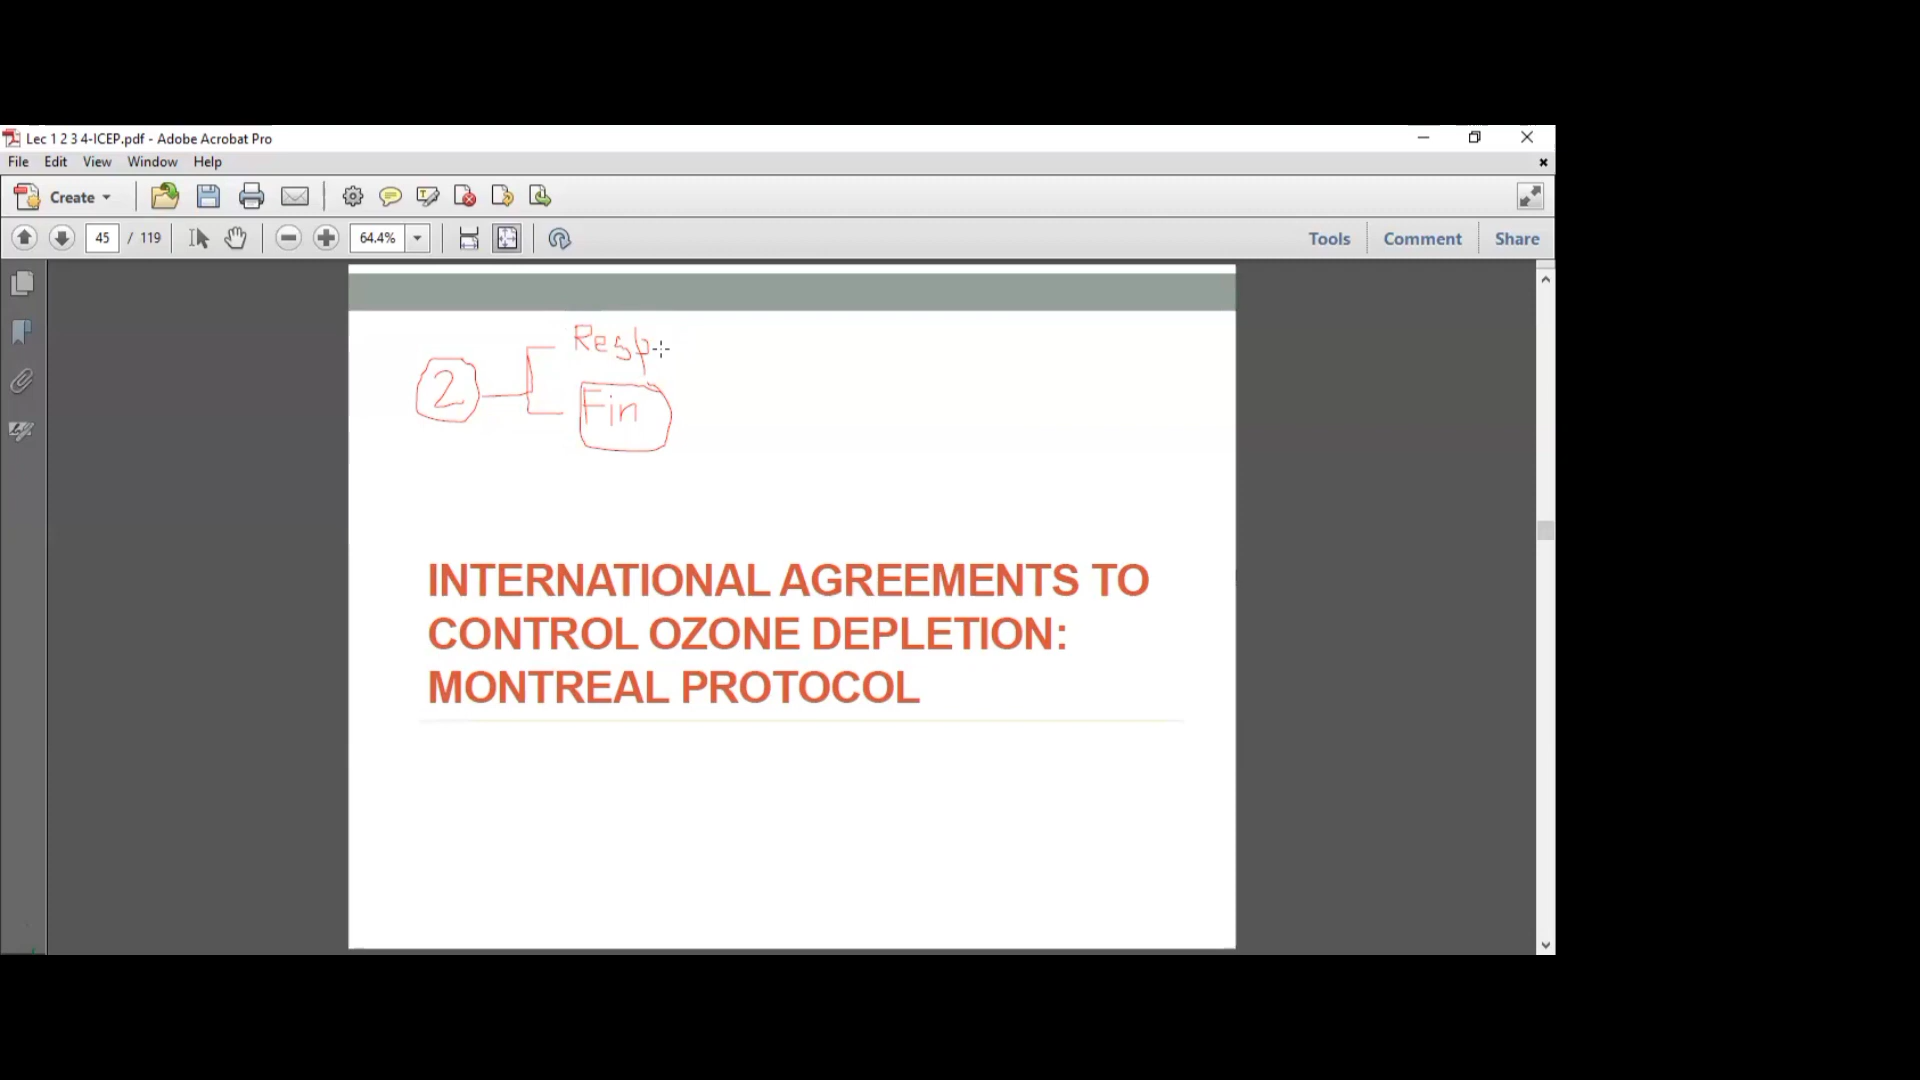 Lec 1 2 3 4-ICEP.pdf - Adobe Acrobat Pro
File Edit View Window Help
Create
45 / 119 64.4% Tools Comment Share
Resp
2
Fin
INTERNATIONAL AGREEMENTS TO
CONTROL OZONE DEPLETION:
MONTREAL PROTOCOL